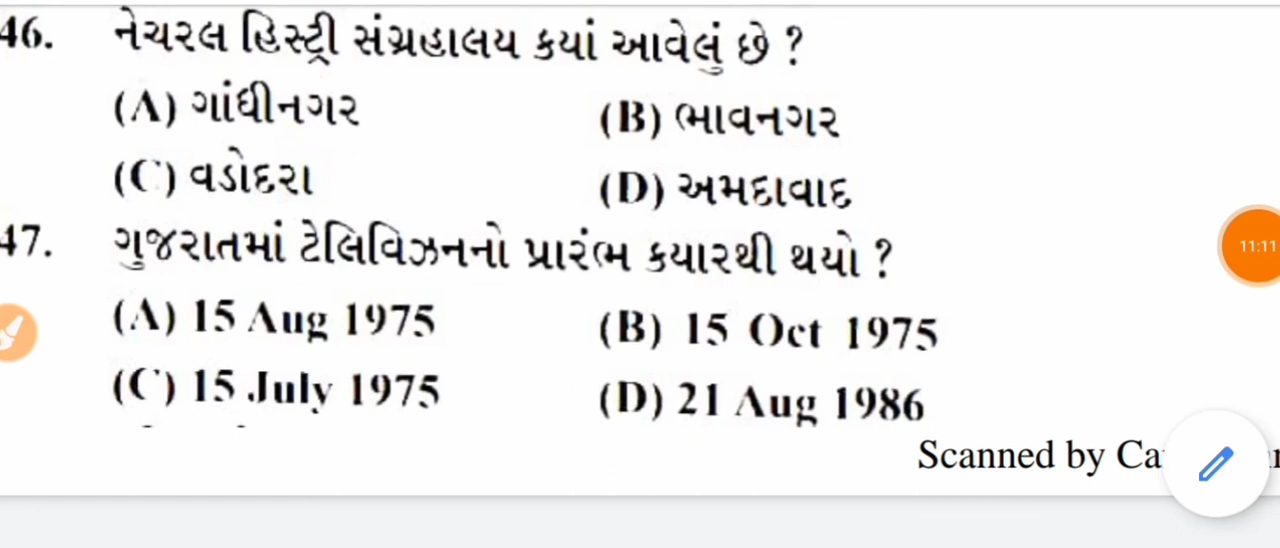 46. નેચરલ હિસ્ટ્રી સંગ્રહાલય કયાં આવેલું છે ?
(A) ગાંધીનગર (B) ભાવનગર
(C) વડોદરા (D) અમદાવાદ
11:11
47. ગુજરાતમાં ટેલિવિઝનનો પ્રારંભ કયારથી થયો ?
(A) 15 Aug 1975 (B) 15 Oct 1975
(C) 15 July 1975 (D) 21 Aug 1986
Scanned by